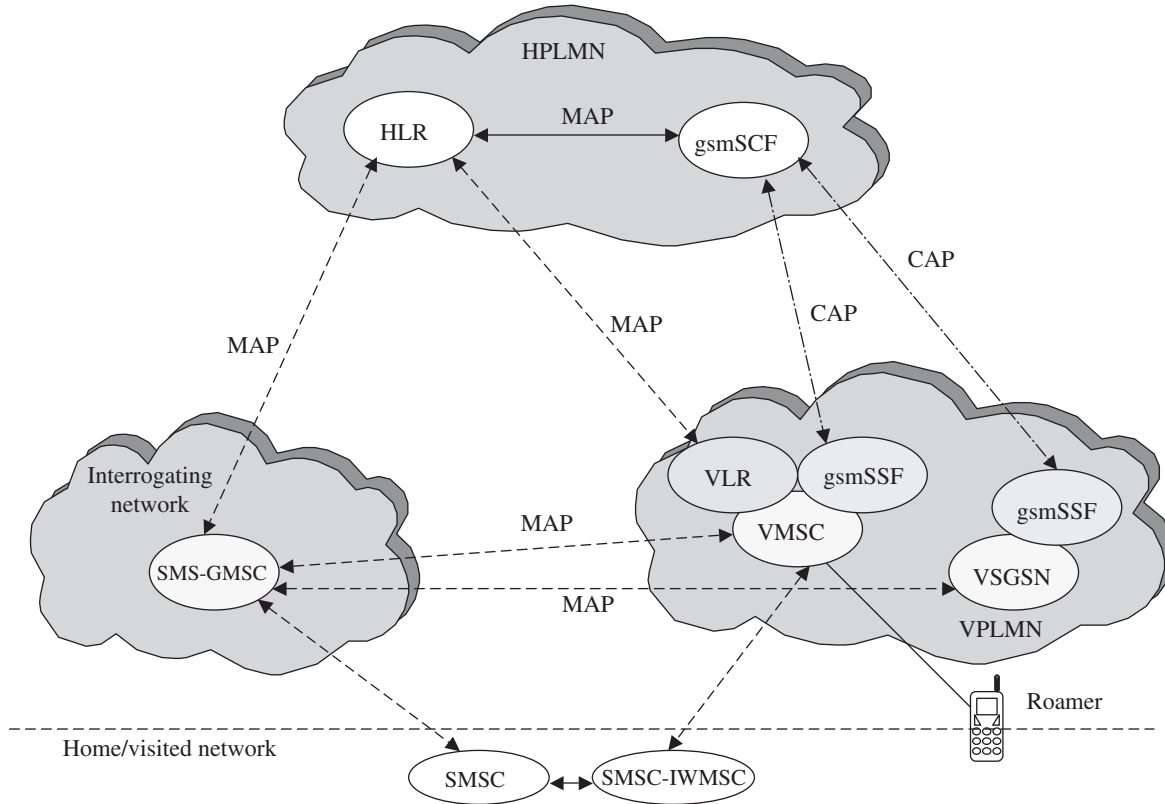 HPLMN
HLR
MAP
gsmSCF
CAP
MAP
MAP
CAP
Interrogating
network
VLR
gsmSSF
gsmSSF
MAP
VMSC
SMS-GMSC
VSGSN
MAP
VPLMN
Roamer
Home/visited network
SMSC
SMSC-IWMSC